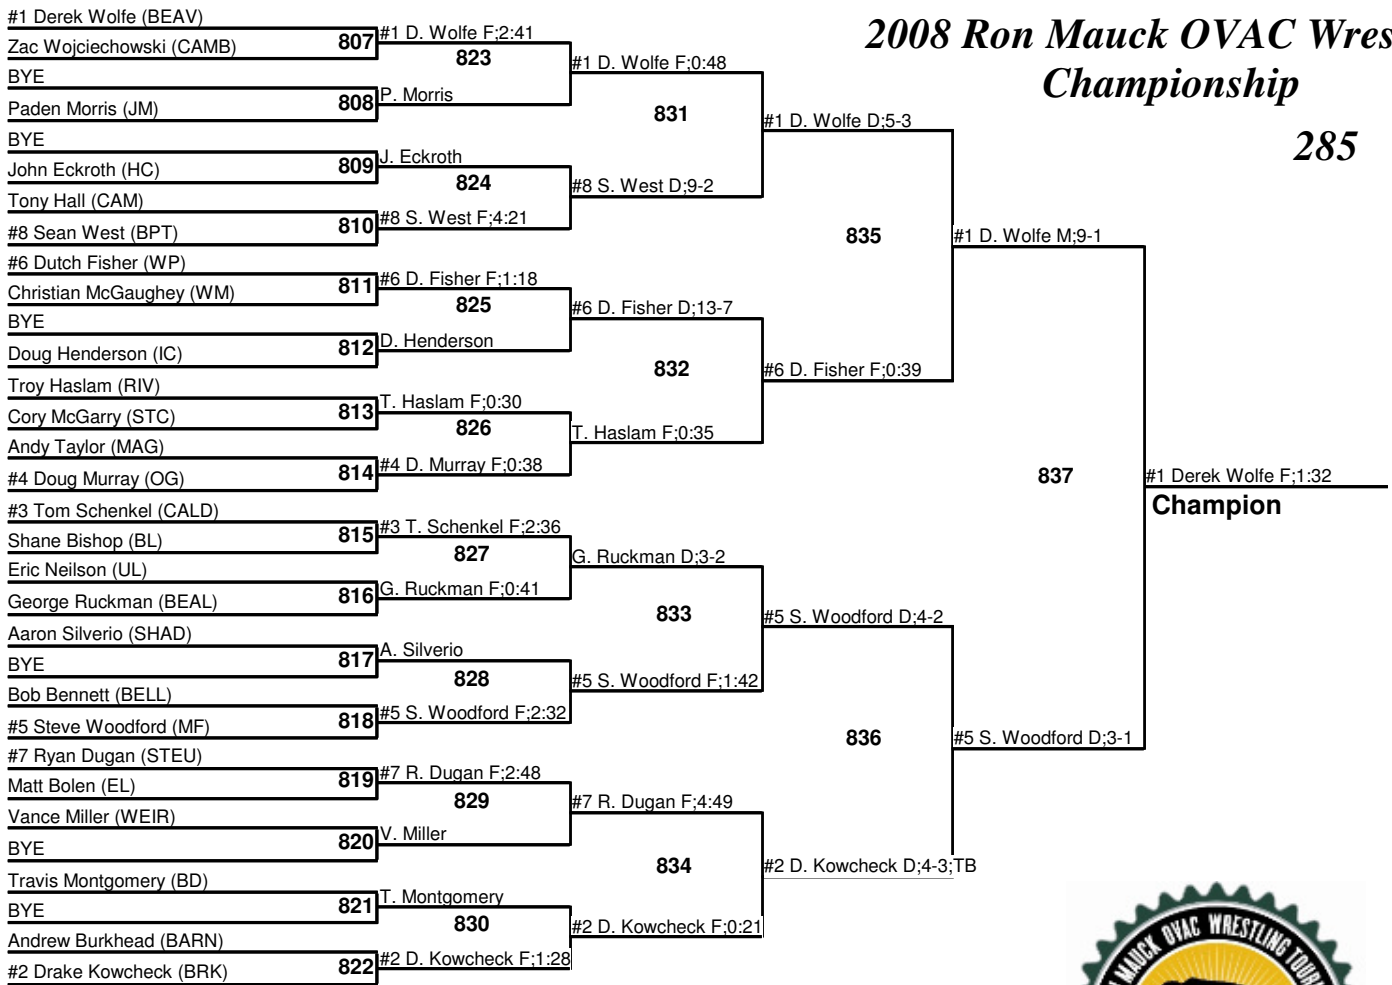 2008 Ron Mauck OVAC Wres
Championship
285
#1 Derek Wolfe (BEAV)
Zac Wojciechowski (CAMB)
807
BYE
Paden Morris (JM)
808
BYE
John Eckroth (HC)
809
Tony Hall (CAM)
#8 Sean West (BPT)
810
#6 Dutch Fisher (WP)
Christian McGaughey (WM)
811
BYE
Doug Henderson (IC)
812
Troy Haslam (RIV)
Cory McGarry (STC)
813
Andy Taylor (MAG)
#4 Doug Murray (OG)
814
#3 Tom Schenkel (CALD)
Shane Bishop (BL)
815
Eric Neilson (UL)
George Ruckman (BEAL)
816
Aaron Silverio (SHAD)
BYE
817
Bob Bennett (BELL)
#5 Steve Woodford (MF)
818
#7 Ryan Dugan (STEU)
Matt Bolen (EL)
819
Vance Miller (WEIR)
BYE
820
Travis Montgomery (BD)
BYE
821
Andrew Burkhead (BARN)
#2 Drake Kowcheck (BRK)
822
#1 D. Wolfe F;2:41
823
P. Morris
J. Eckroth
824
#8 S. West F;4:21
#6 D. Fisher F;1:18
825
D. Henderson
T. Haslam F;0:30
826
#4 D. Murray F;0:38
#3 T. Schenkel F;2:36
827
G. Ruckman F;0:41
A. Silverio
828
#5 S. Woodford F;2:32
#7 R. Dugan F;2:48
829
V. Miller
T. Montgomery
830
#2 D. Kowcheck F;1:28
#1 D. Wolfe F;0:48
831
#8 S. West D;9-2
#6 D. Fisher D;13-7
832
T. Haslam F;0:35
G. Ruckman D;3-2
833
#5 S. Woodford F;1:42
#7 R. Dugan F;4:49
834
#2 D. Kowcheck F;0:21
#1 D. Wolfe D;5-3
835
#6 D. Fisher F;0:39
#5 S. Woodford D;4-2
836
#2 D. Kowcheck D;4-3;TB
#1 D. Wolfe M;9-1
837
#5 S. Woodford D;3-1
#1 Derek Wolfe F;1:32
Champion
MAUCK OVAC WRESTLING TOUR